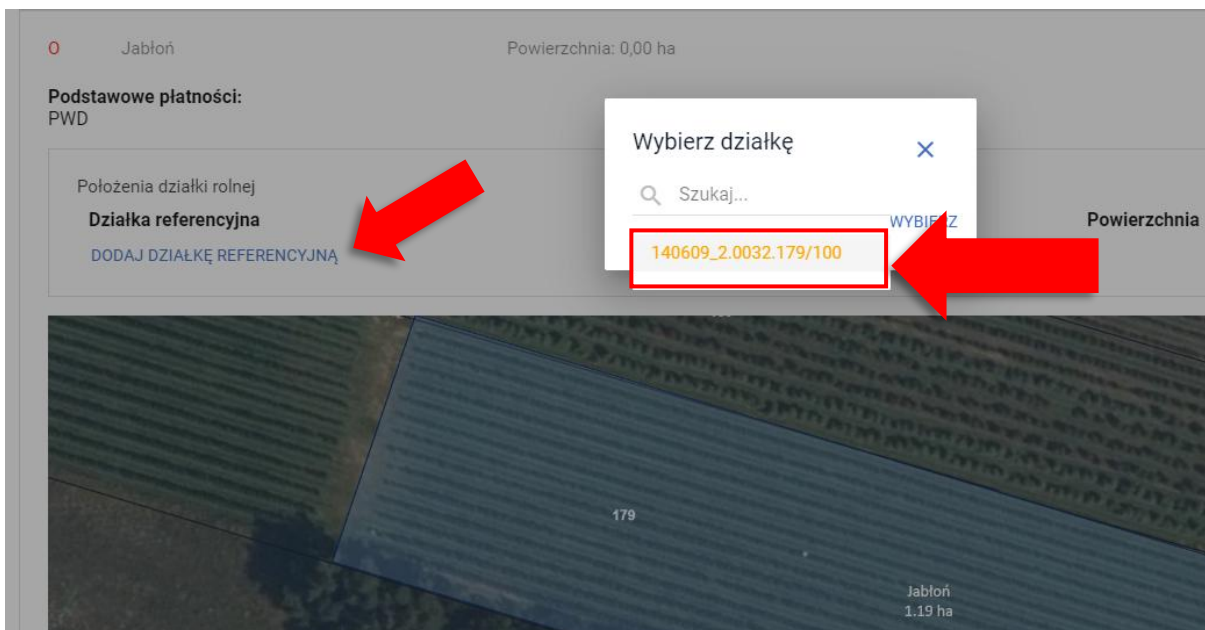 O Jabłoń Powierzchnia: 0,00 ha
Podstawowe płatności:
PWD
Wybierz działkę
Szukaj...
WYBIERZ
140609_2.0032.179/100
Położenia działki rolnej
Działka referencyjna Powierzchnia
DODAJ DZIAŁKĘ REFERENCYJNĄ
179
Jabłoń
1.19 ha